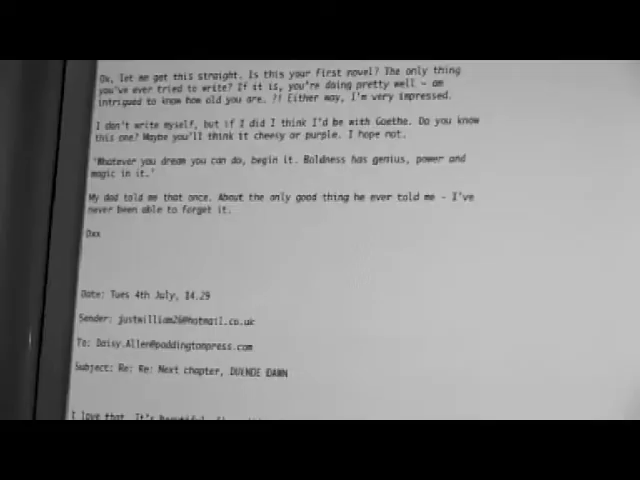 Ok, let me get this straight. Is this your first novel? The only thing
you've ever tried to write? If it is, you're doing pretty well - am
intrigued to know how old you are. ?! Either way, I'm very impressed.
I don't write myself, but if I did I think I'd be with Goethe. Do you know
this one? Maybe you'll think it cheesy or purple. I hope not.
'Whatever you dream you can do, begin it. Boldness has genius, power and
magic in it.'
My dad told me that once. About the only good thing he ever told me - I've
never been able to forget it.
Dxx
Date: Tues 4th July, 14.29
Sender: justwilliam26@hotmail.co.uk
To: Daisy.Allen@paddingtonpress.com
Subject: Re: Re: Next chapter, DUENDE DAWN
I love that. It's beautiful.